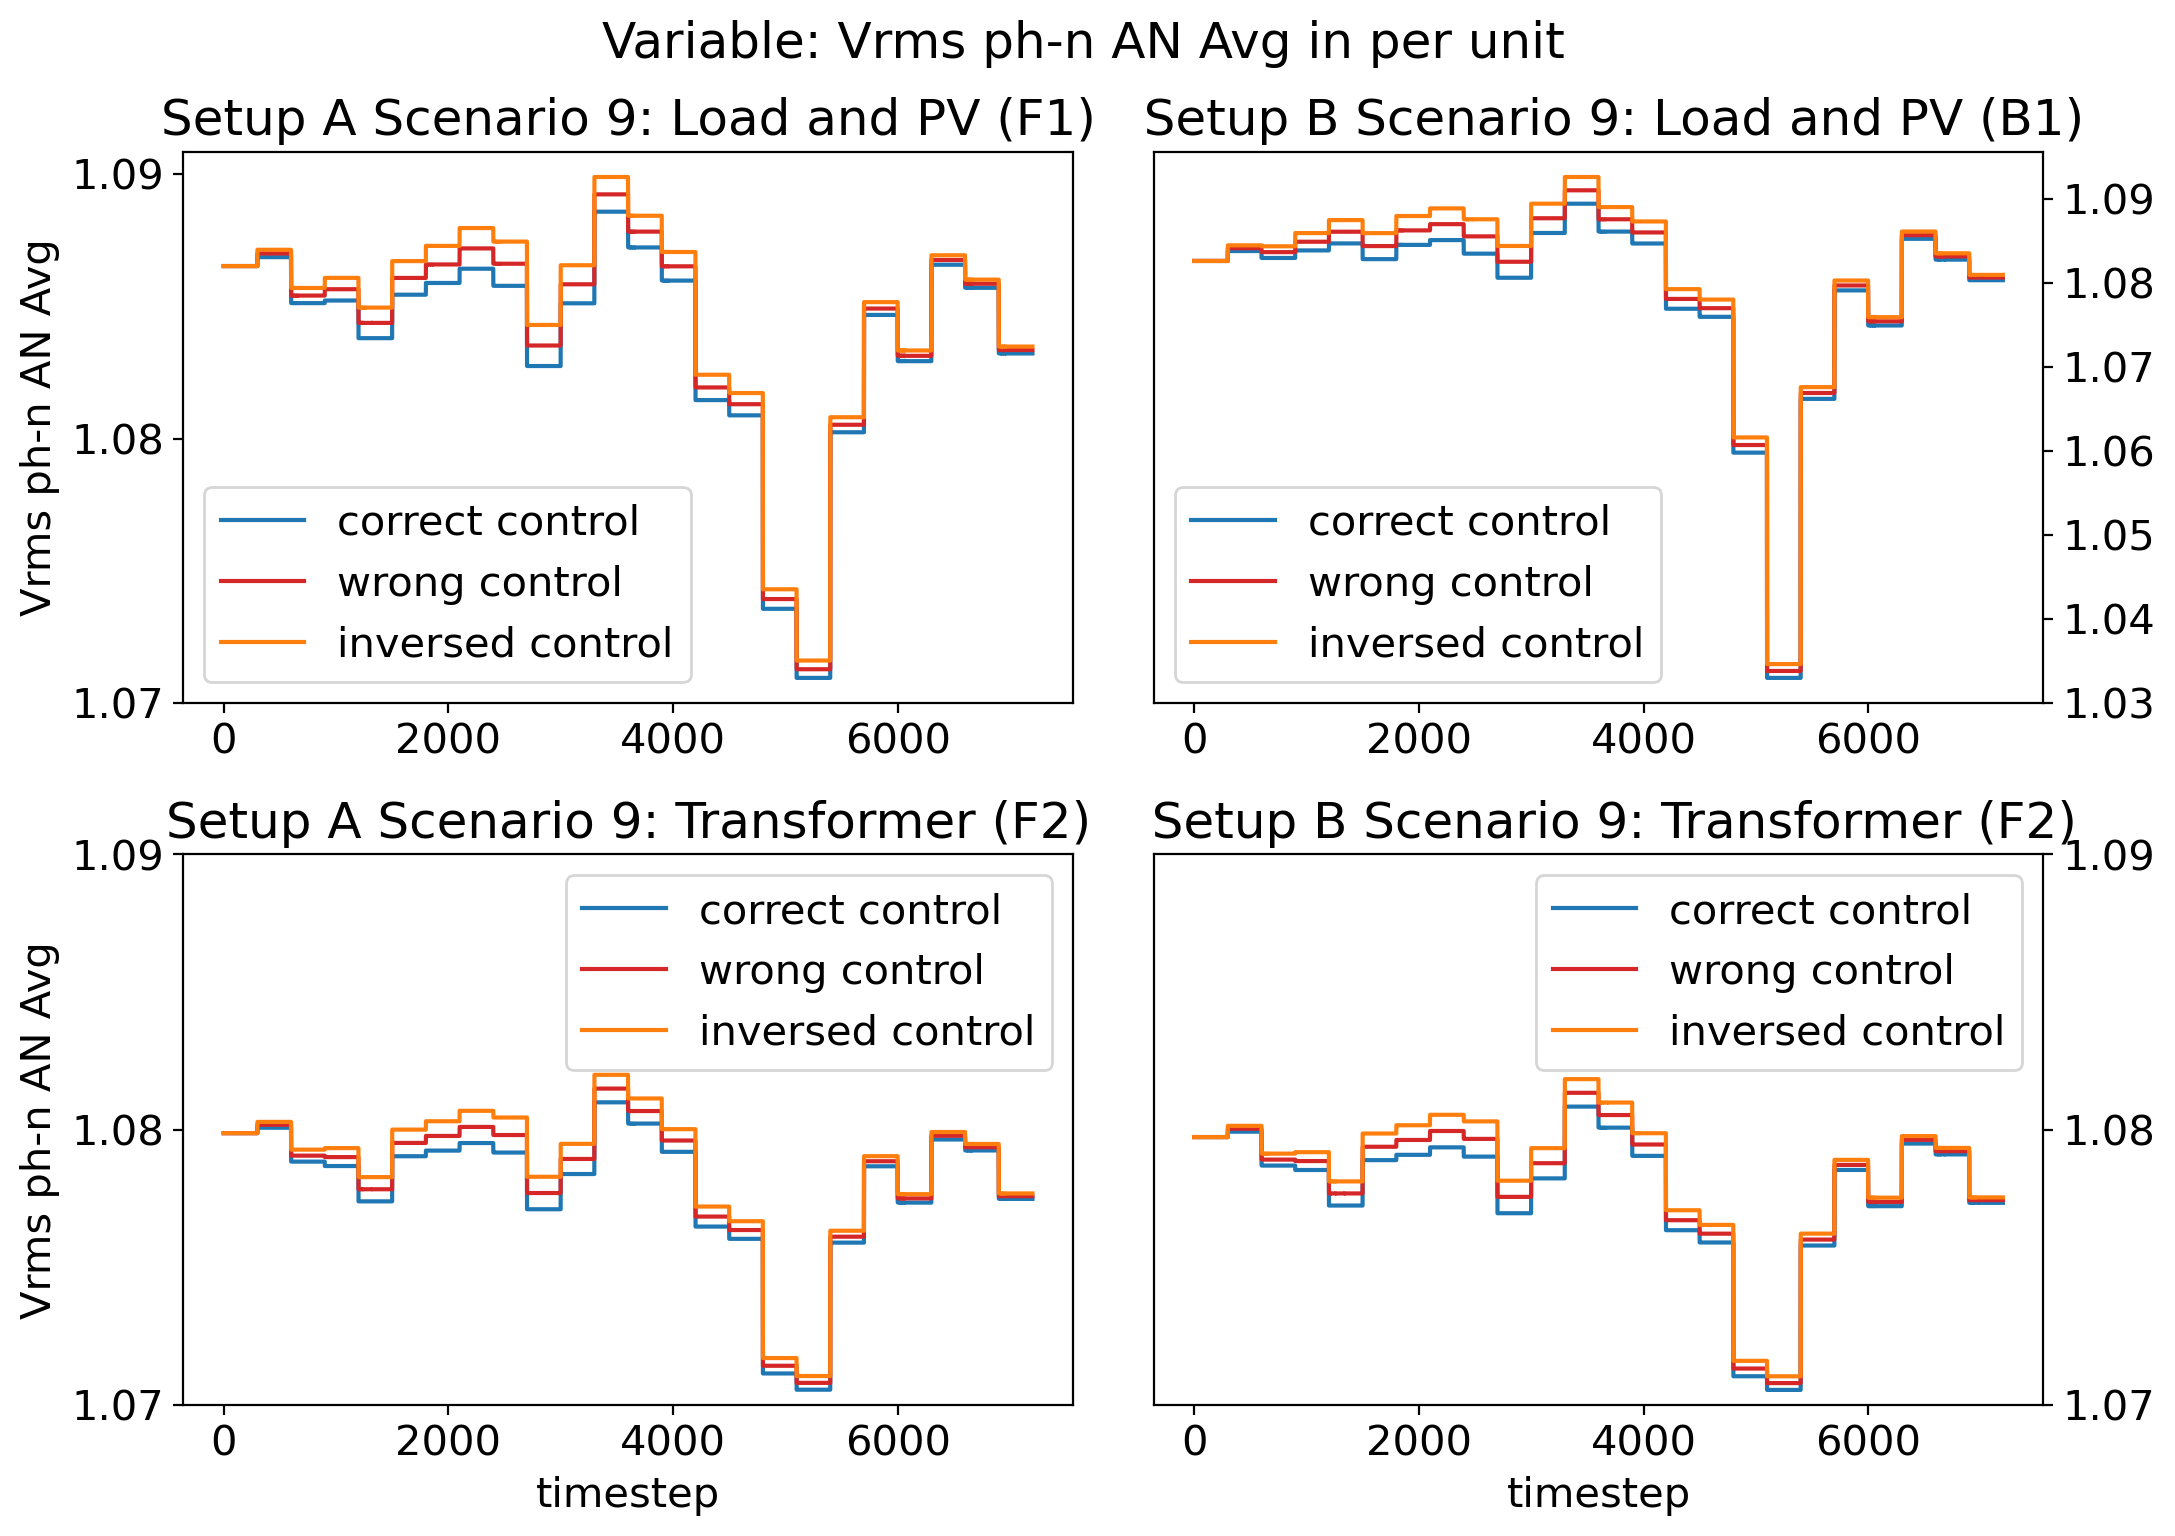 Variable: Vrms ph-n AN Avg in per unit
Setup A Scenario 9: Load and PV (F1)
1.09
1.08
1.07
Vrms ph-n AN Avg
correct control
wrong control
inversed control
0 2000 4000 6000
Setup B Scenario 9: Load and PV (B1)
1.09
1.08
1.07
1.06
1.05
1.04
1.03
correct control
wrong control
inversed control
0 2000 4000 6000
Setup A Scenario 9: Transformer (F2)
1.09
1.08
1.07
Vrms ph-n AN Avg
correct control
wrong control
inversed control
0 2000 4000 6000
timestep
Setup B Scenario 9: Transformer (F2)
1.09
1.08
1.07
correct control
wrong control
inversed control
0 2000 4000 6000
timestep